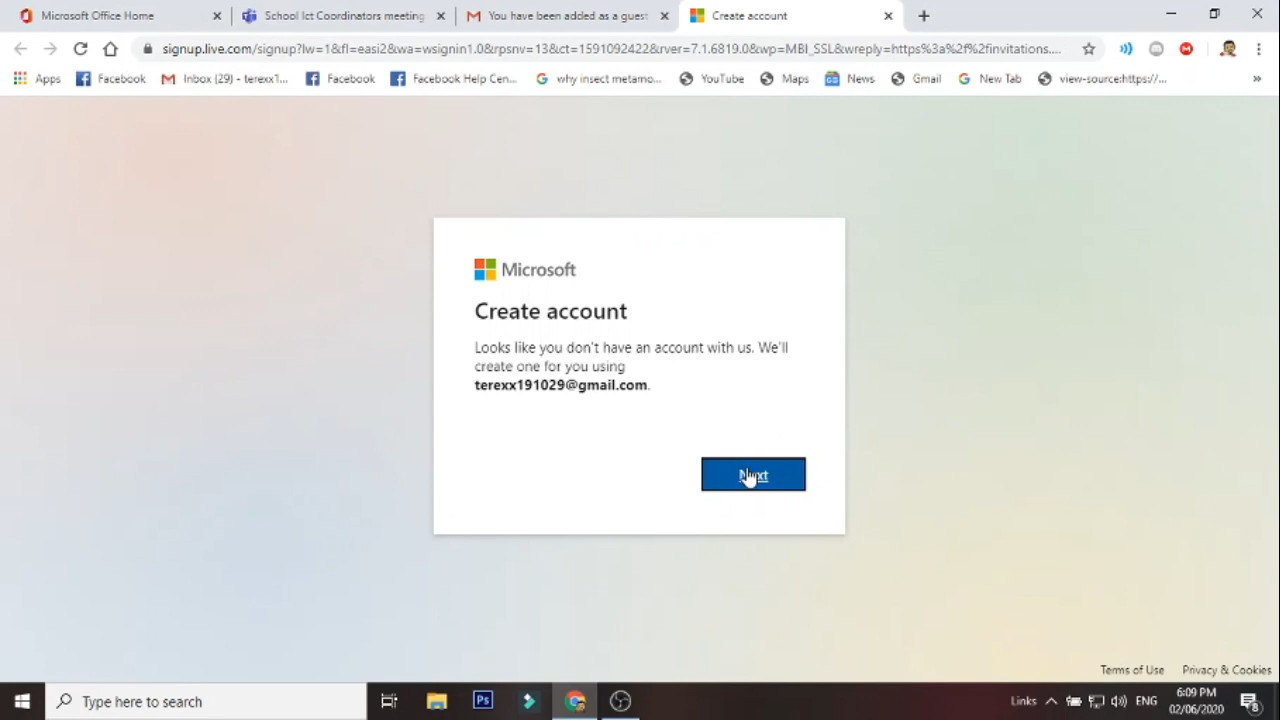 Microsoft Office Home
School Ict Coordinators meeting
You have been added as a guest
Create account
signup.live.com/signup?lw=1&fl=easi2&wa=wsignin1.0&rpsnv=13&ct=1591092422&rver=7.1.6819.0&wp=MBI_SSL&wreply=https%3a%2f%2finvitations....
Apps
Facebook
Inbox (29) - terexx1...
Facebook
Facebook Help Cen...
why insect metamo...
YouTube
Maps
News
Gmail
New Tab
view-source:https://...
»
Microsoft
Create account
Looks like you don't have an account with us. We'll
create one for you using
terexx191029@gmail.com.
Next
Terms of Use
Privacy & Cookies
Type here to search
Ps
Links
ENG
6:09 PM
02/06/2020
8